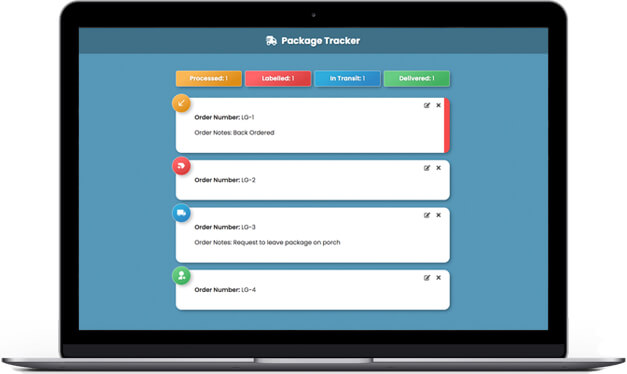 Package Tracker
Processed: 1
Labelled: 1
In Transit: 1
Delivered: 1
Order Number: LG-1
Order Notes: Back Ordered
Order Number: LG-2
Order Number: LG-3
Order Notes: Request to leave package on porch
Order Number: LG-4